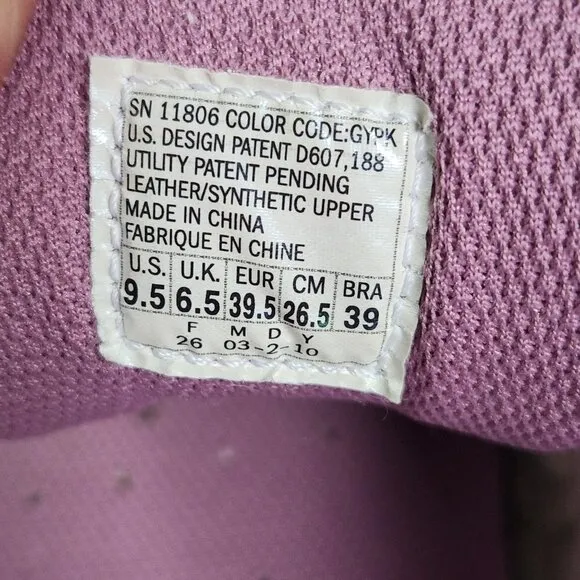 SN 11806 COLOR CODE:GYPK
U.S. DESIGN PATENT D607,188
UTILITY PATENT PENDING
LEATHER/SYNTHETIC UPPER
MADE IN CHINA
FABRIQUE EN CHINE
U.S. U.K. EUR CM BRA
9.5 6.5 39.5 26.5 39
F M D Y
26 03-2-10